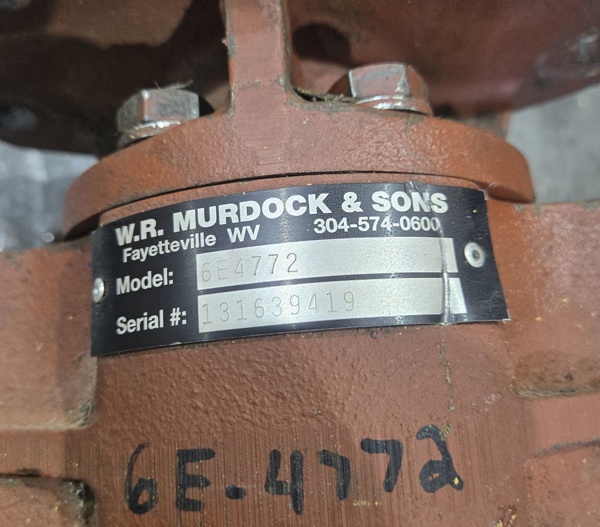 W.R. MURDOCK & SONS
Fayetteville WV 304-574-0600
Model: 6E4772
Serial #: 131639419
6E-4772